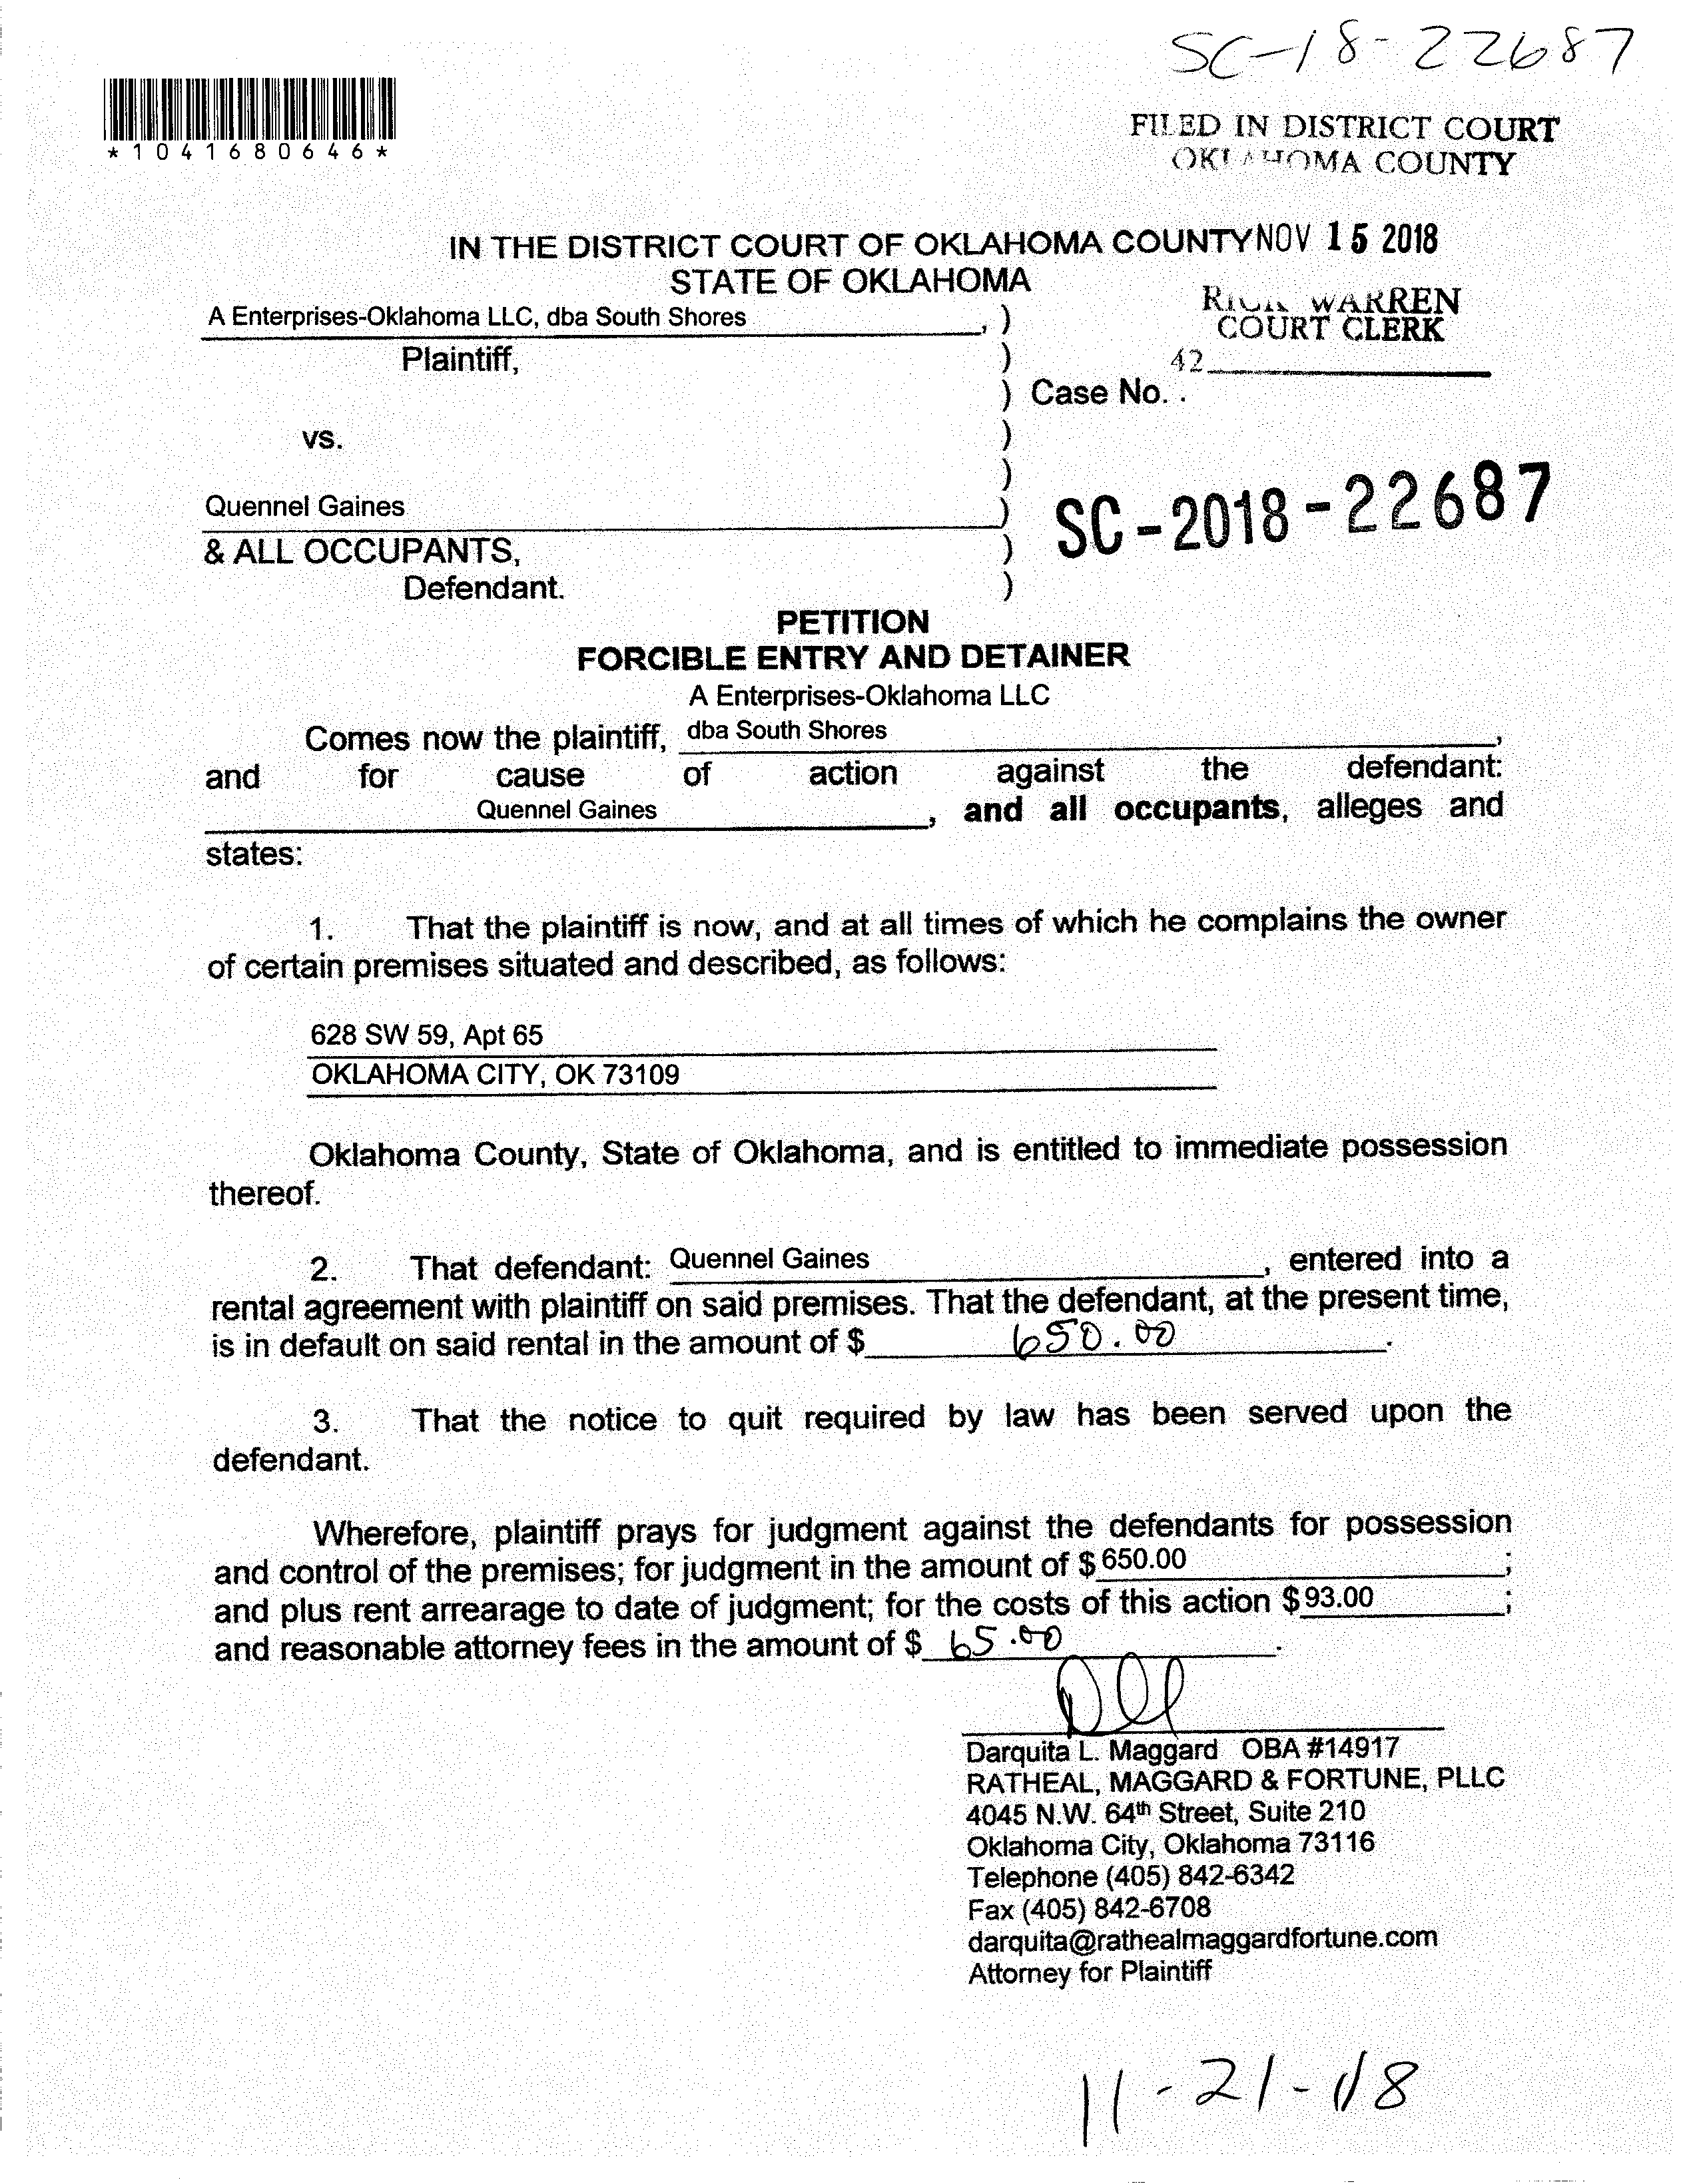 SC-18-22687
*1041680646*
FILED IN DISTRICT COURT
OKLAHOMA COUNTY
IN THE DISTRICT COURT OF OKLAHOMA COUNTY NOV 15 2018
STATE OF OKLAHOMA
RICK WARREN
COURT CLERK
42
A Enterprises-Oklahoma LLC, dba South Shores, )
Plaintiff, )
) Case No. .
vs. )
)
Quennel Gaines ) SC-2018-22687
& ALL OCCUPANTS, )
Defendant. )
PETITION
FORCIBLE ENTRY AND DETAINER
A Enterprises-Oklahoma LLC
Comes now the plaintiff, dba South Shores,
and for cause of action against the defendant:
Quennel Gaines, and all occupants, alleges and
states:
1. That the plaintiff is now, and at all times of which he complains the owner
of certain premises situated and described, as follows:
628 SW 59, Apt 65
OKLAHOMA CITY, OK 73109
Oklahoma County, State of Oklahoma, and is entitled to immediate possession
thereof.
2. That defendant: Quennel Gaines, entered into a
rental agreement with plaintiff on said premises. That the defendant, at the present time,
is in default on said rental in the amount of $ 650.00.
3. That the notice to quit required by law has been served upon the
defendant.
Wherefore, plaintiff prays for judgment against the defendants for possession
and control of the premises; for judgment in the amount of $ 650.00;
and plus rent arrearage to date of judgment; for the costs of this action $ 93.00;
and reasonable attorney fees in the amount of $ 65.00.
Darquita L. Maggard OBA #14917
RATHEAL, MAGGARD & FORTUNE, PLLC
4045 N.W. 64th Street, Suite 210
Oklahoma City, Oklahoma 73116
Telephone (405) 842-6342
Fax (405) 842-6708
darquita@rathealmaggardfortune.com
Attorney for Plaintiff
11-21-18